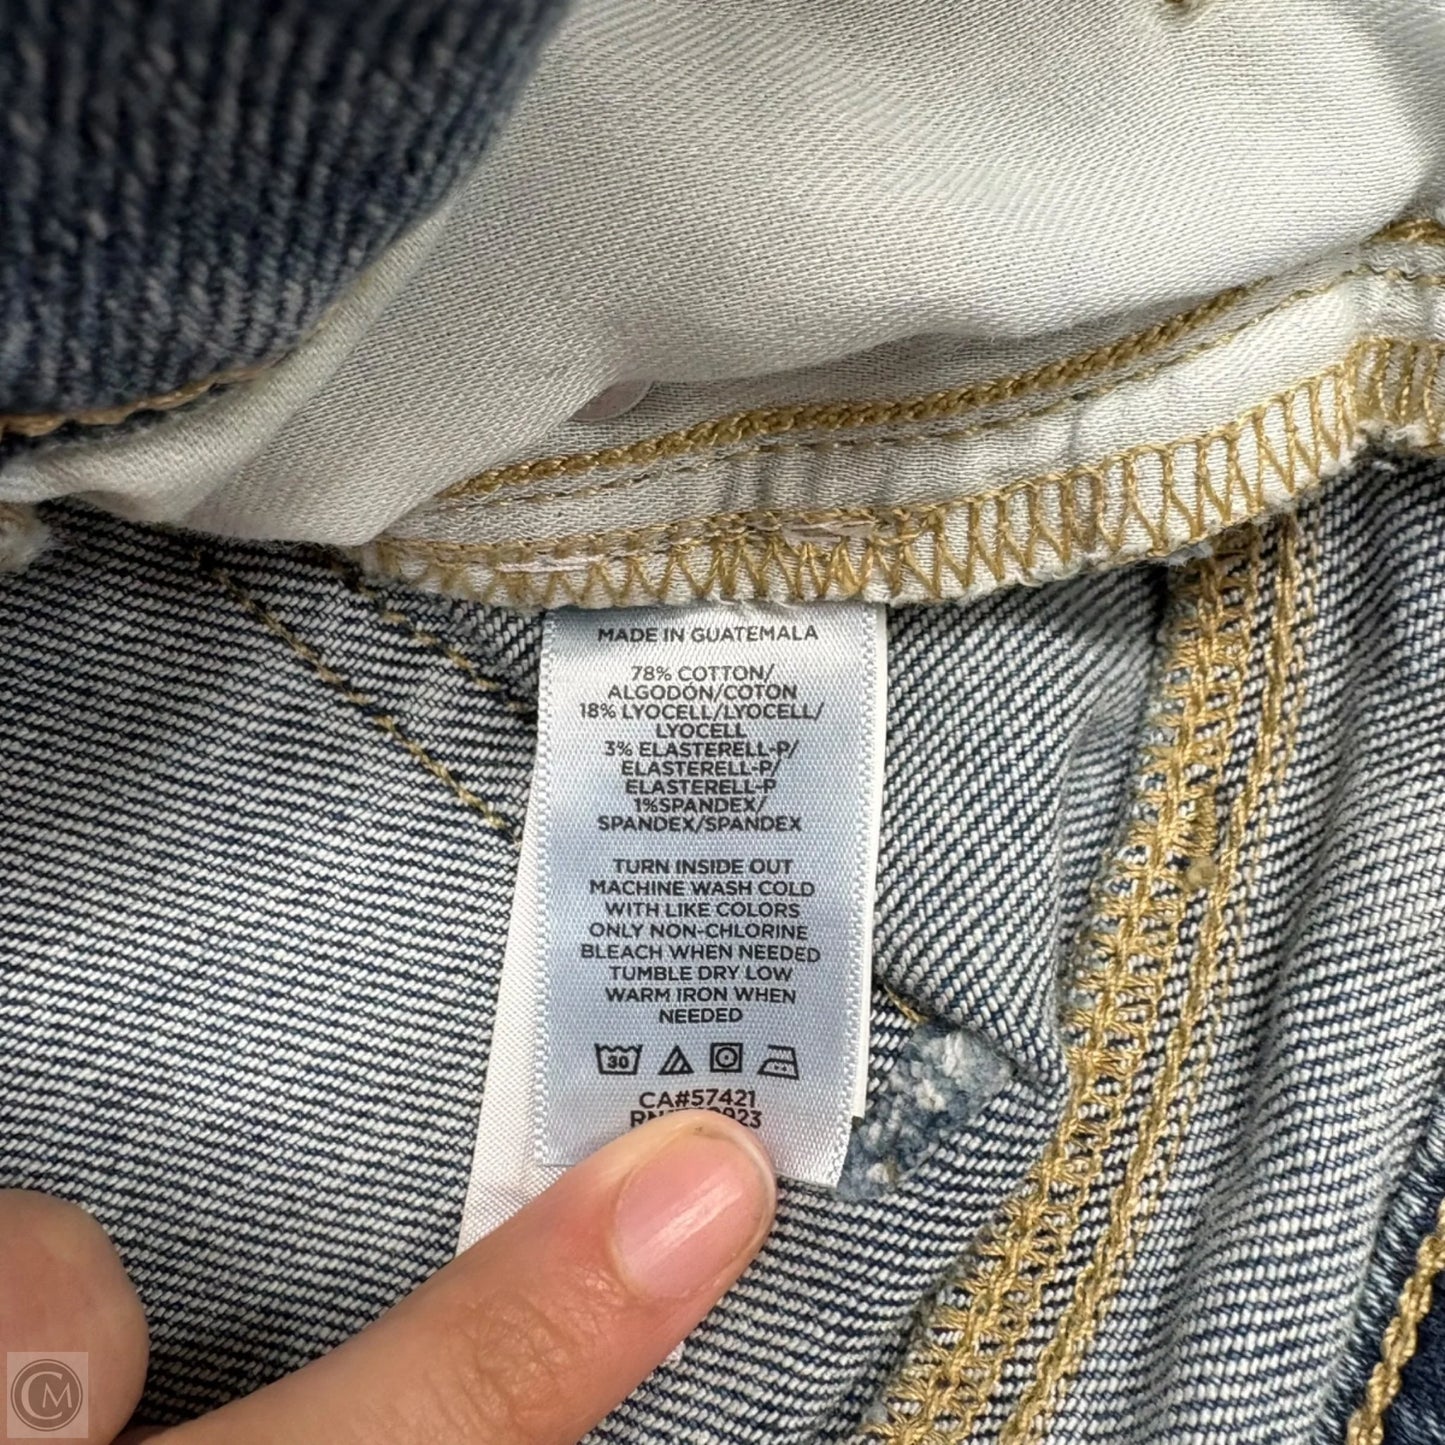 MADE IN GUATEMALA
78% COTTON/
ALGODÓN/COTON
18% LYOCELL/LYOCELL/
LYOCELL
3% ELASTERELL-P/
ELASTERELL-P/
ELASTERELL-P
1%SPANDEX/
SPANDEX/SPANDEX
TURN INSIDE OUT
MACHINE WASH COLD
WITH LIKE COLORS
ONLY NON-CHLORINE
BLEACH WHEN NEEDED
TUMBLE DRY LOW
WARM IRON WHEN
NEEDED
30
CA#57421
CM